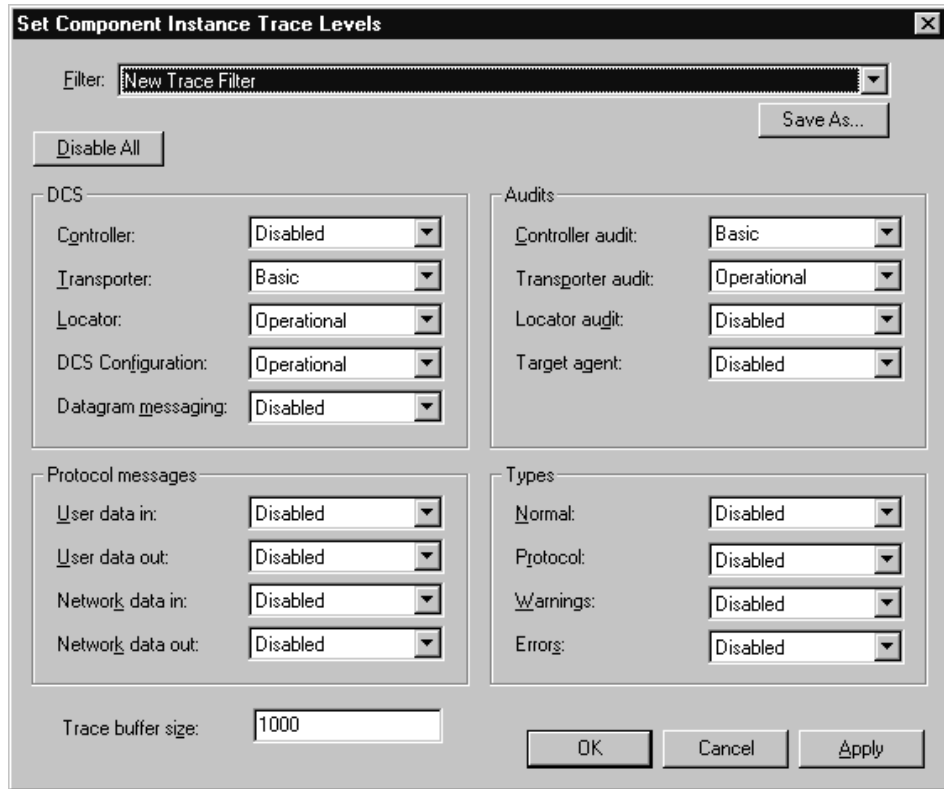 Set Component Instance Trace Levels
Filter: New Trace Filter
Save As...
Disable All
DCS
Controller: Disabled
Transporter: Basic
Locator: Operational
DCS Configuration: Operational
Datagram messaging: Disabled
Audits
Controller audit: Basic
Transporter audit: Operational
Locator audit: Disabled
Target agent: Disabled
Protocol messages
User data in: Disabled
User data out: Disabled
Network data in: Disabled
Network data out: Disabled
Types
Normal: Disabled
Protocol: Disabled
Warnings: Disabled
Errors: Disabled
Trace buffer size: 1000
OK Cancel Apply